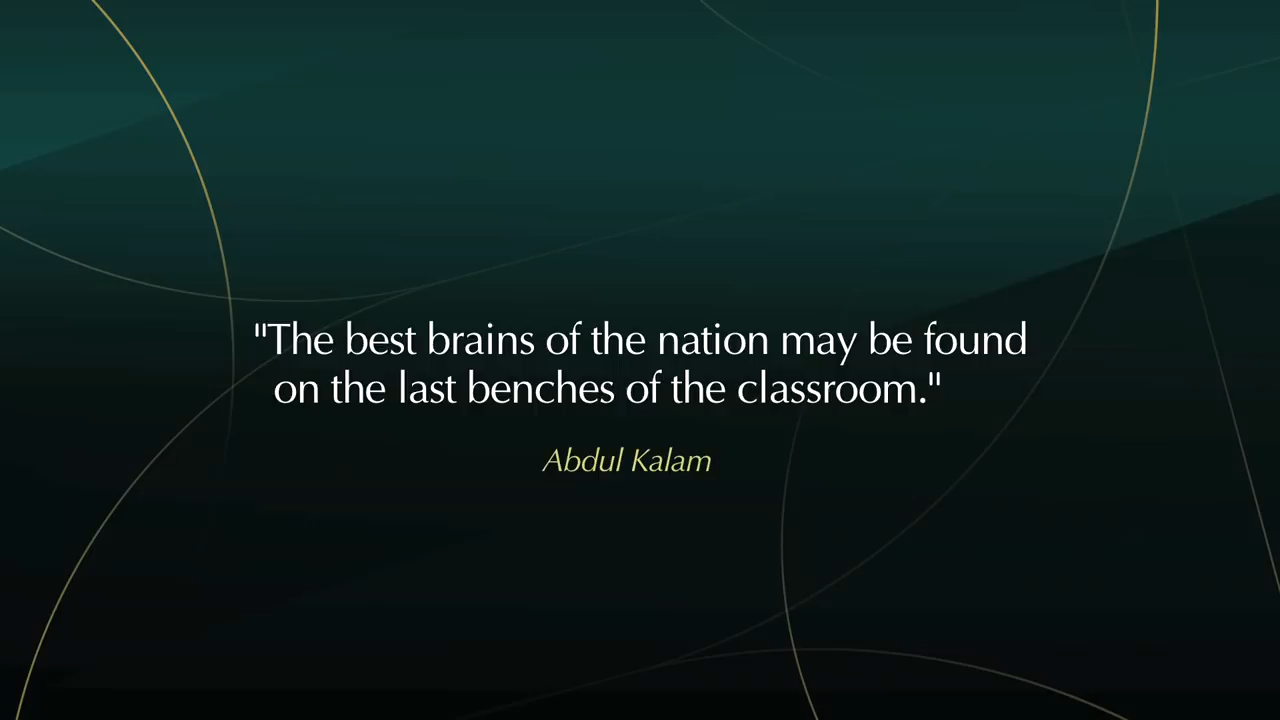 "The best brains of the nation may be found
on the last benches of the classroom."
Abdul Kalam